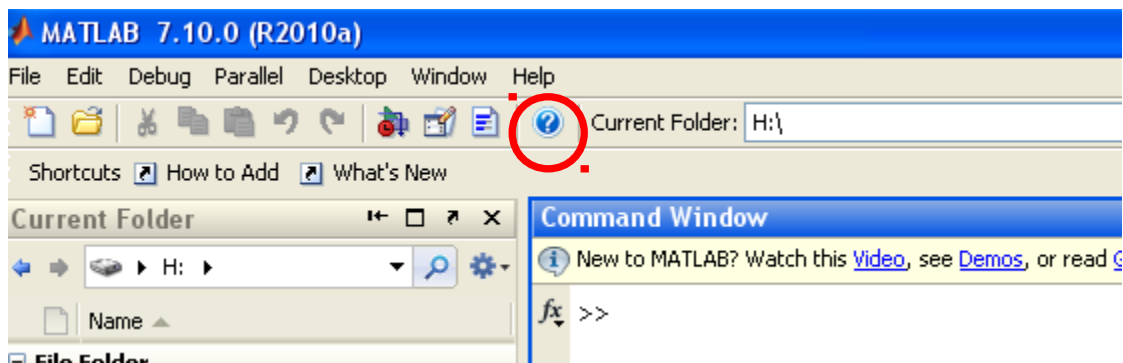 MATLAB 7.10.0 (R2010a)
File Edit Debug Parallel Desktop Window Help
Current Folder: H:\
Shortcuts How to Add What's New
Current Folder
H:
Name
File Folder
Command Window
New to MATLAB? Watch this Video, see Demos, or read G
fx >>